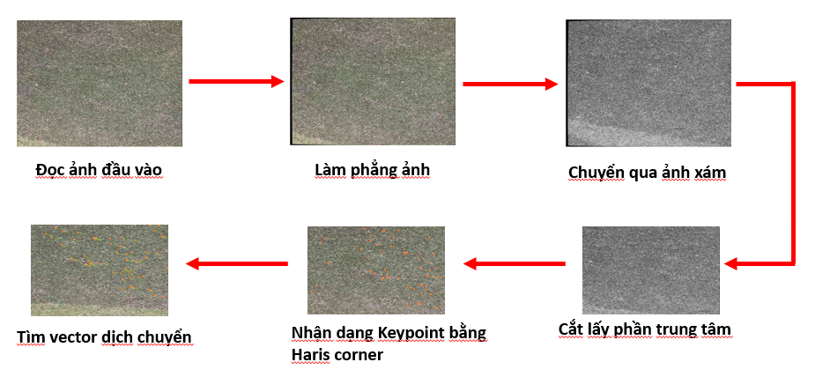 Đọc ảnh đầu vào
Làm phẳng ảnh
Chuyển qua ảnh xám
Cắt lấy phần trung tâm
Nhận dạng Keypoint bằng
Haris corner
Tìm vector dịch chuyển